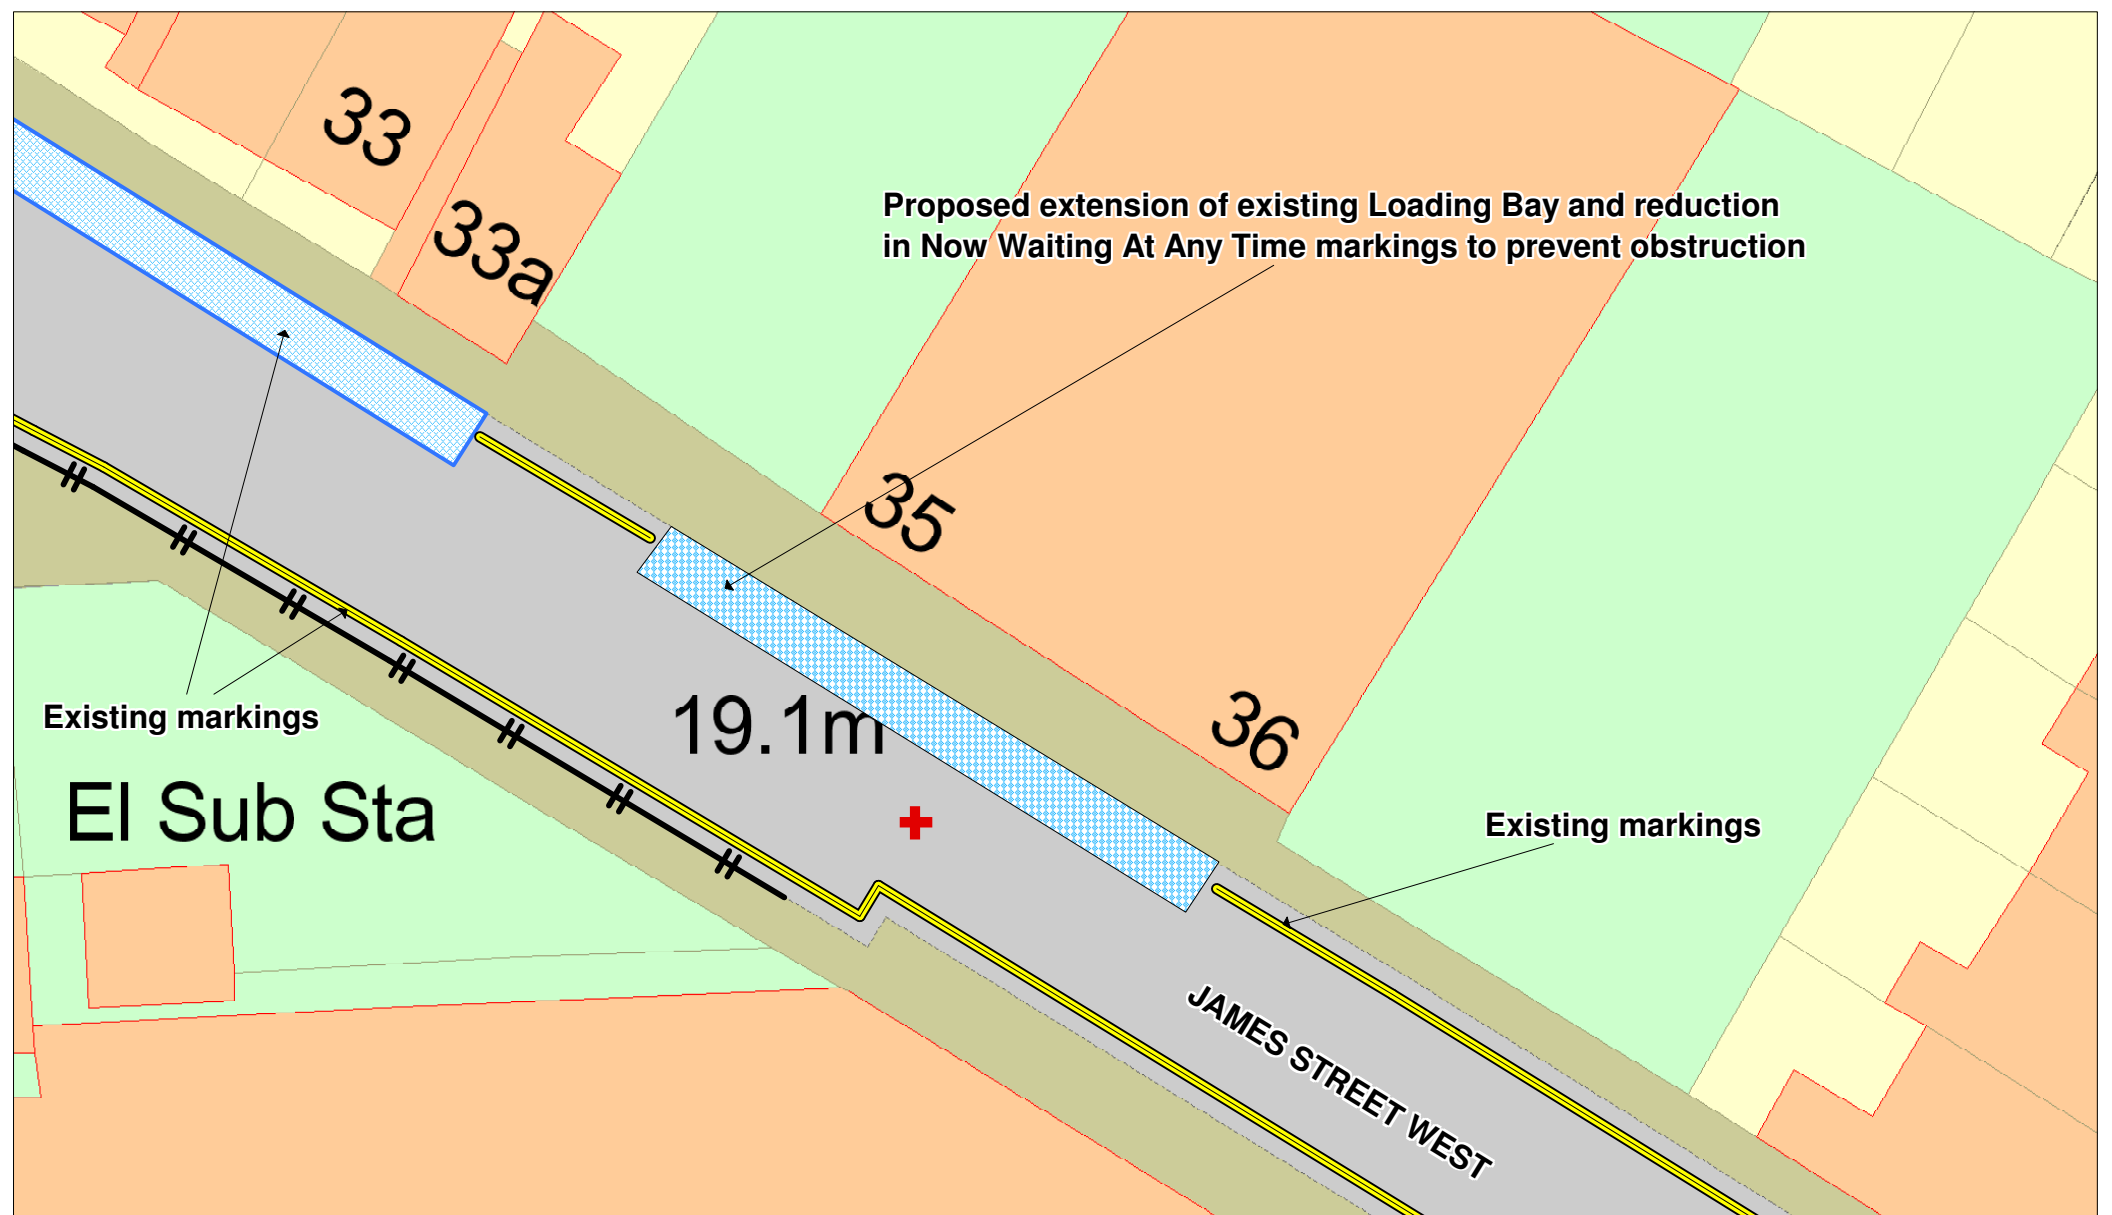 33
33a
Proposed extension of existing Loading Bay and reduction
in Now Waiting At Any Time markings to prevent obstruction
35
36
Existing markings
19.1m
El Sub Sta
Existing markings
JAMES STREET WEST